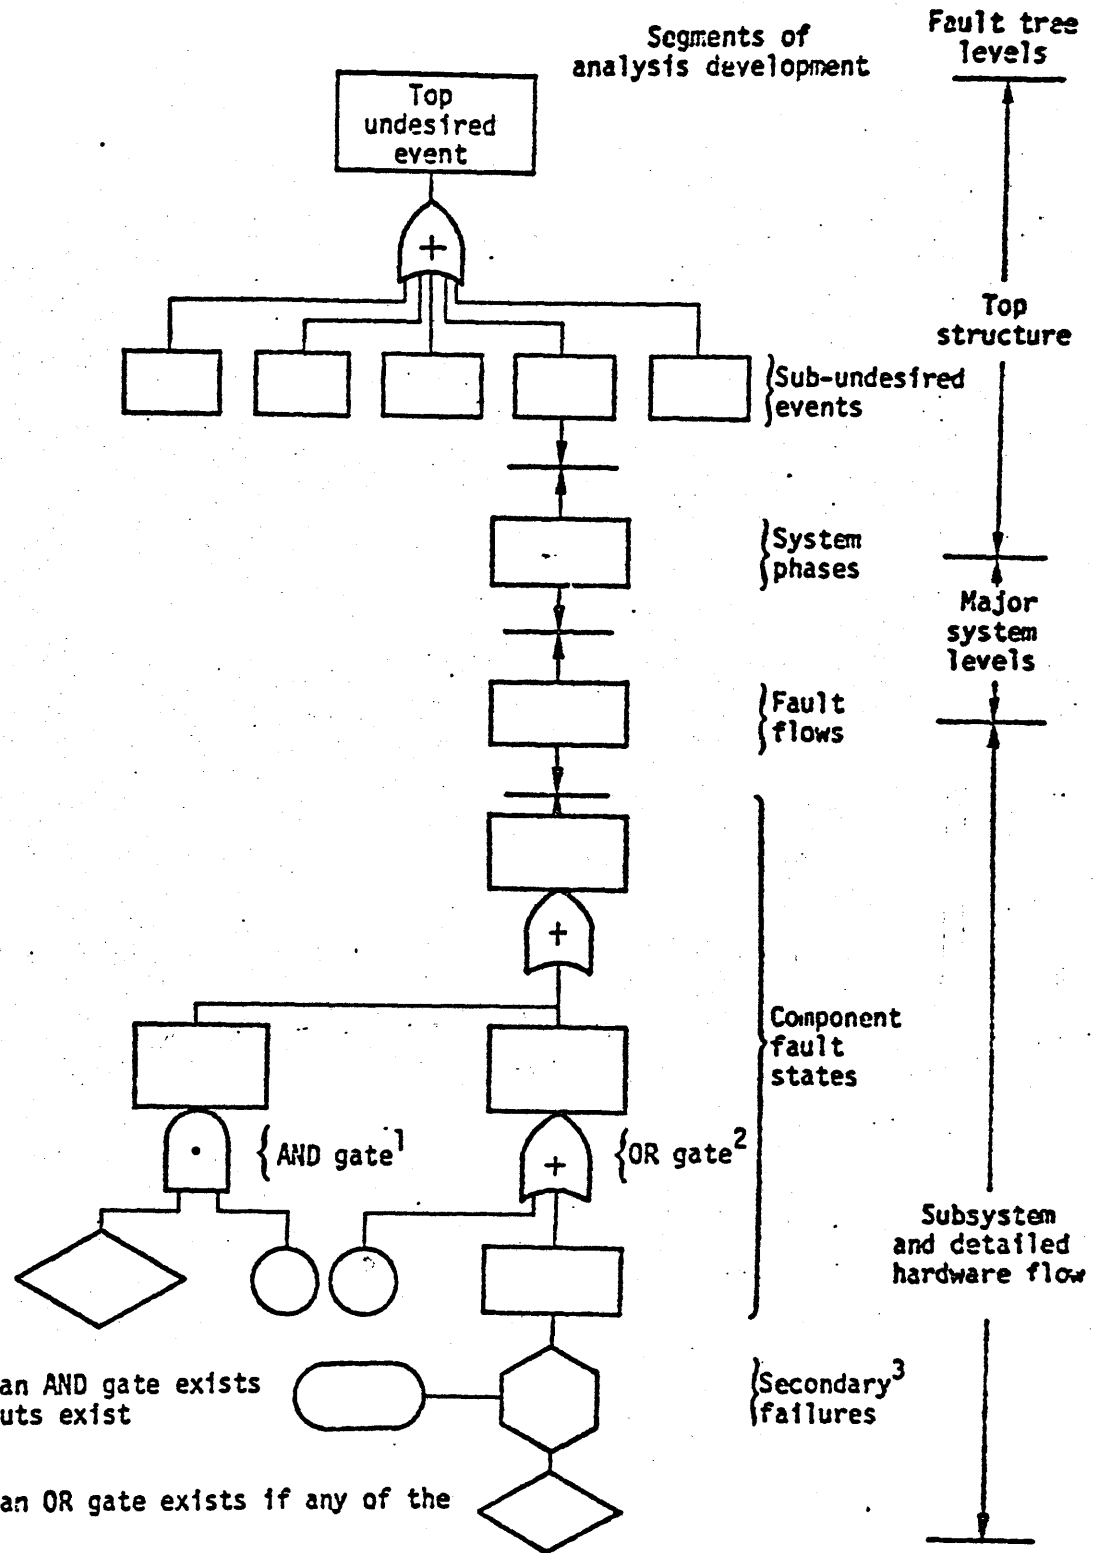 Segments of
analysis development
Fault tree
levels
Top
undesired
event
+
Top
structure
Sub-undesired
events
System
phases
Major
system
levels
Fault
flows
+
Component
fault
states
AND gate1
+
OR gate2
Subsystem
and detailed
hardware flow
an AND gate exists
uts exist
Secondary3
failures
an OR gate exists if any of the